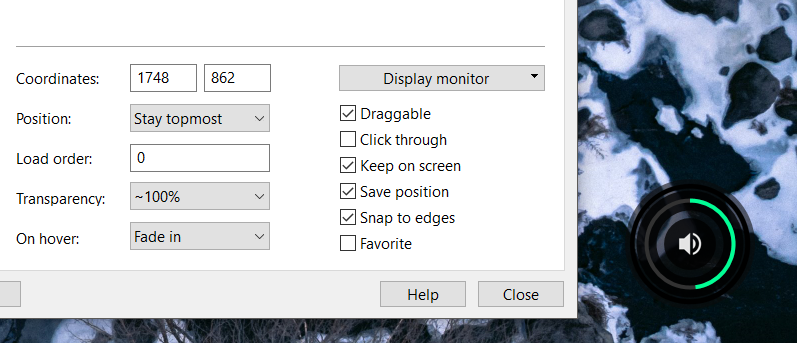 Coordinates: 1748 862 Display monitor
Position: Stay topmost Draggable
Click through
Load order: 0 Keep on screen
Transparency: ~100% Save position
Snap to edges
On hover: Fade in Favorite
Help Close